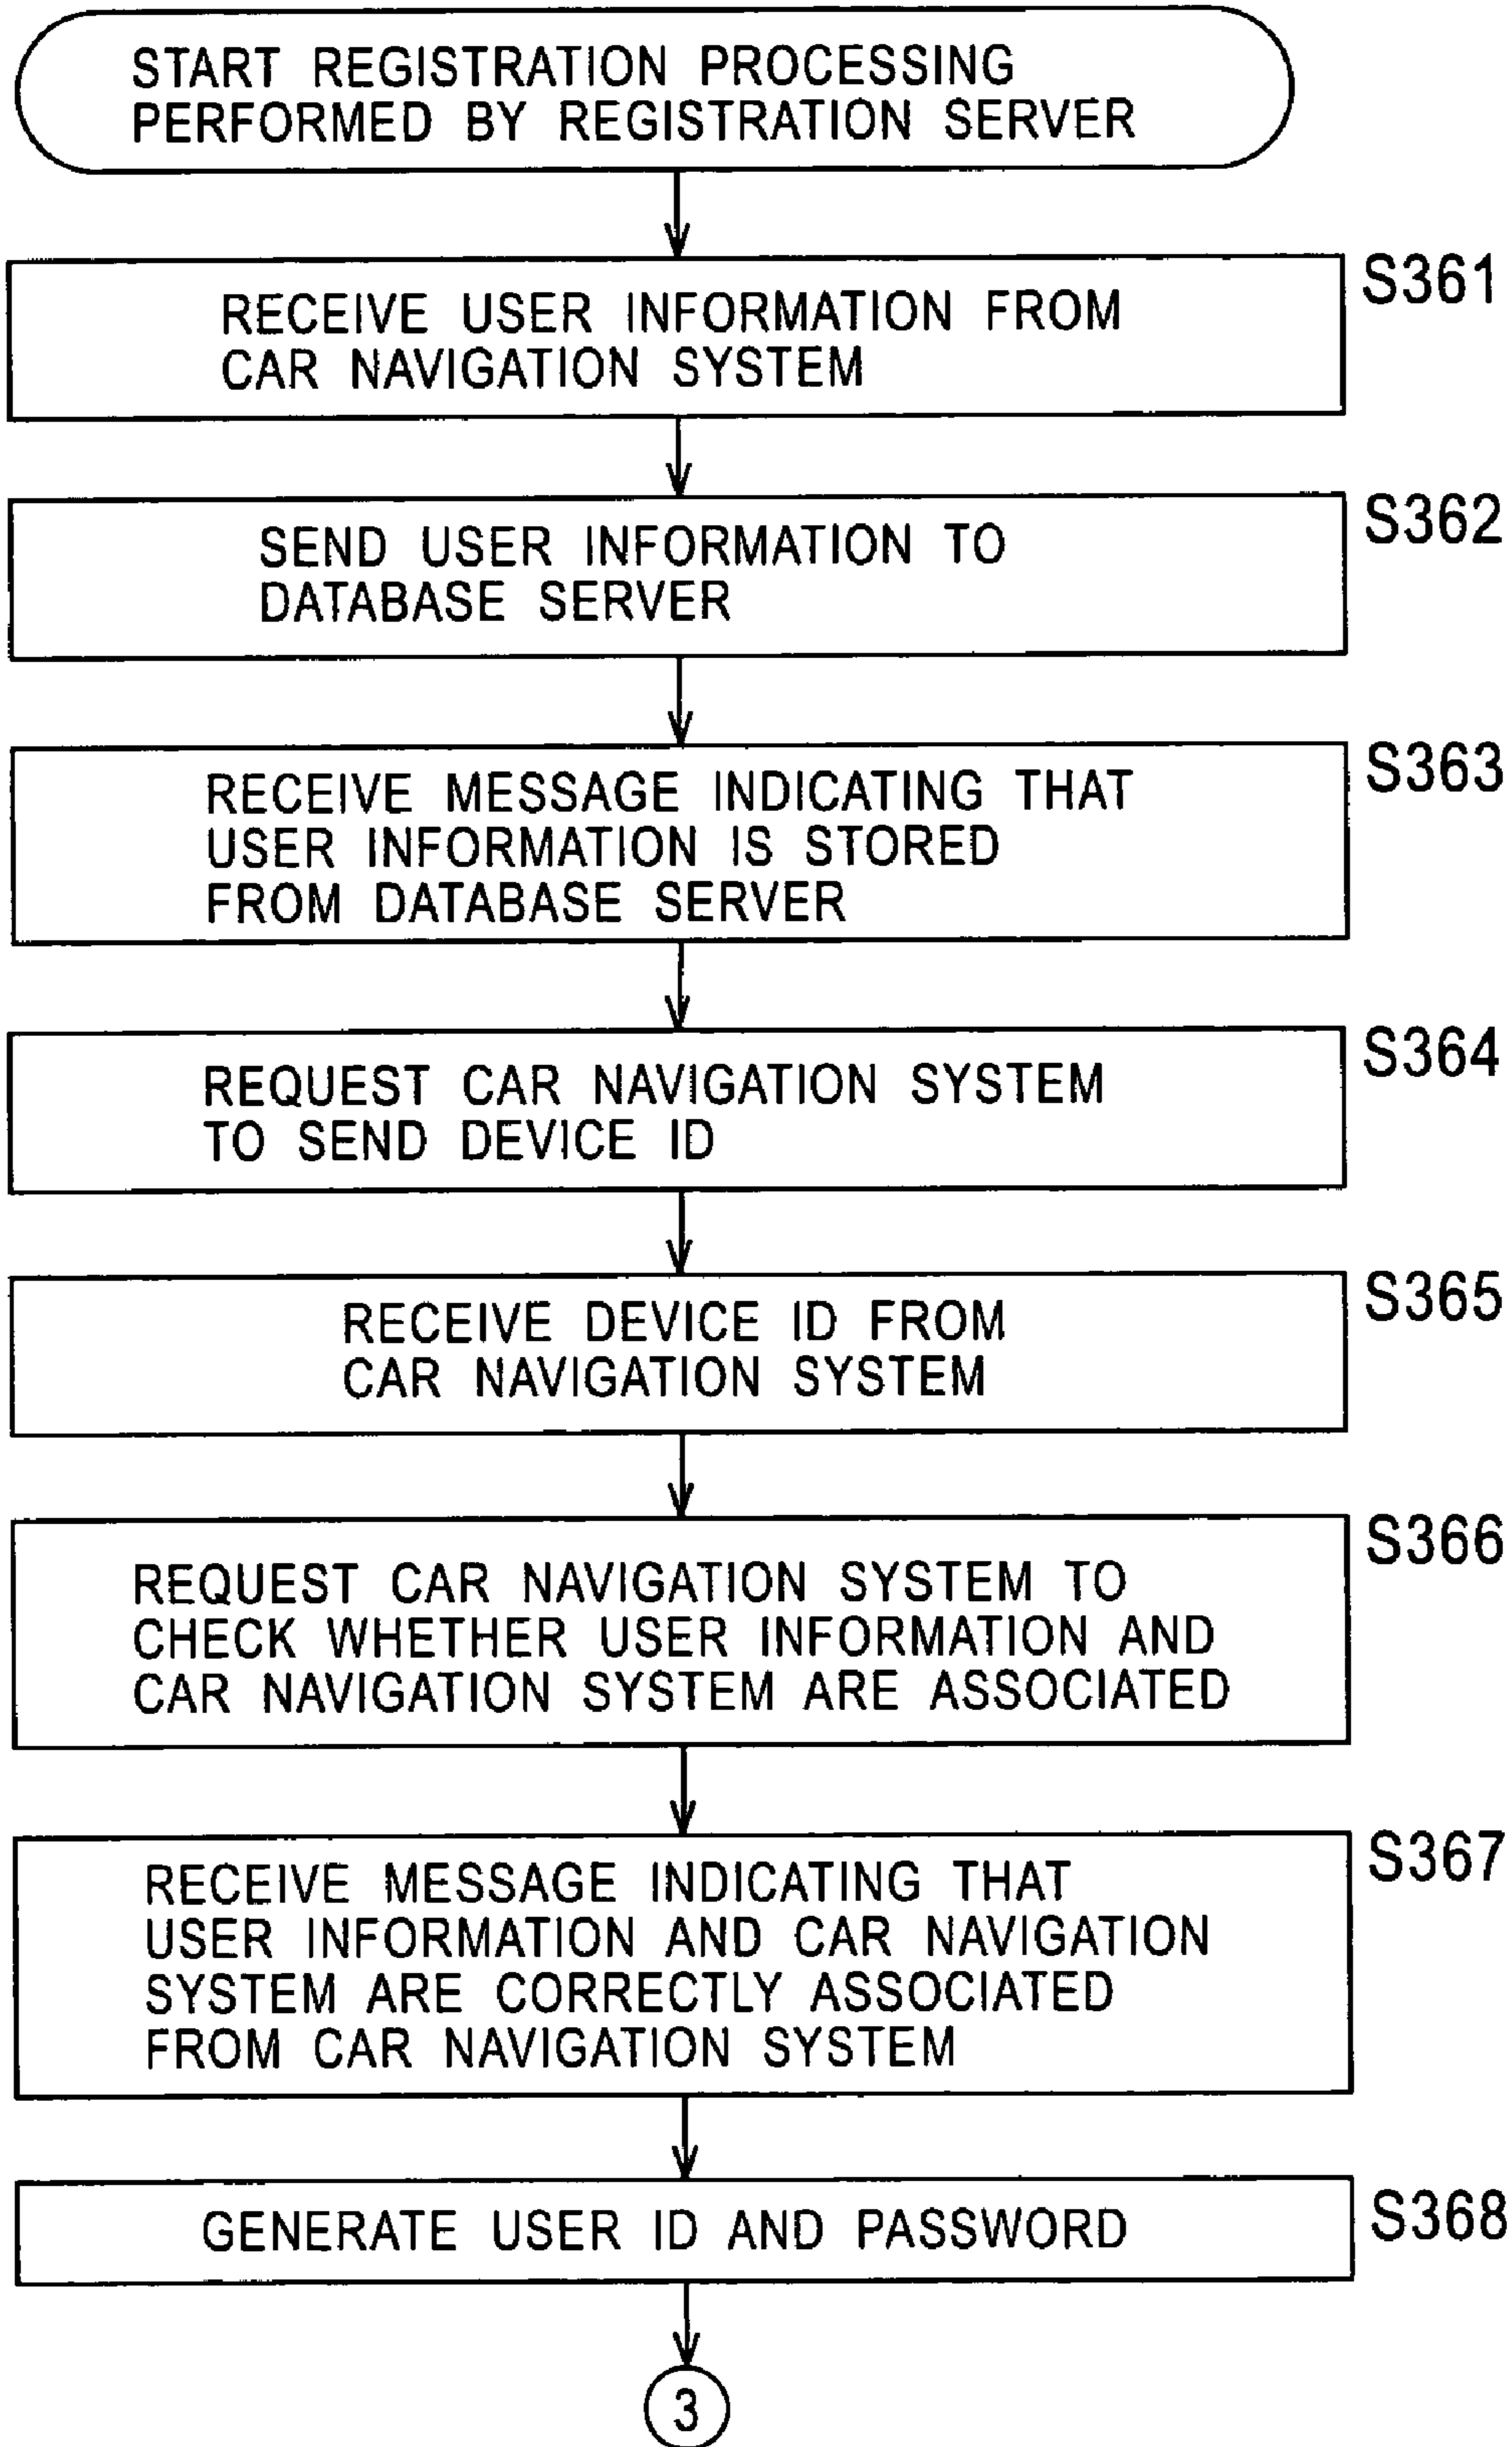 START REGISTRATION PROCESSING
PERFORMED BY REGISTRATION SERVER
S361
RECEIVE USER INFORMATION FROM
CAR NAVIGATION SYSTEM
S362
SEND USER INFORMATION TO
DATABASE SERVER
S363
RECEIVE MESSAGE INDICATING THAT
USER INFORMATION IS STORED
FROM DATABASE SERVER
S364
REQUEST CAR NAVIGATION SYSTEM
TO SEND DEVICE ID
S365
RECEIVE DEVICE ID FROM
CAR NAVIGATION SYSTEM
S366
REQUEST CAR NAVIGATION SYSTEM TO
CHECK WHETHER USER INFORMATION AND
CAR NAVIGATION SYSTEM ARE ASSOCIATED
S367
RECEIVE MESSAGE INDICATING THAT
USER INFORMATION AND CAR NAVIGATION
SYSTEM ARE CORRECTLY ASSOCIATED
FROM CAR NAVIGATION SYSTEM
S368
GENERATE USER ID AND PASSWORD
3